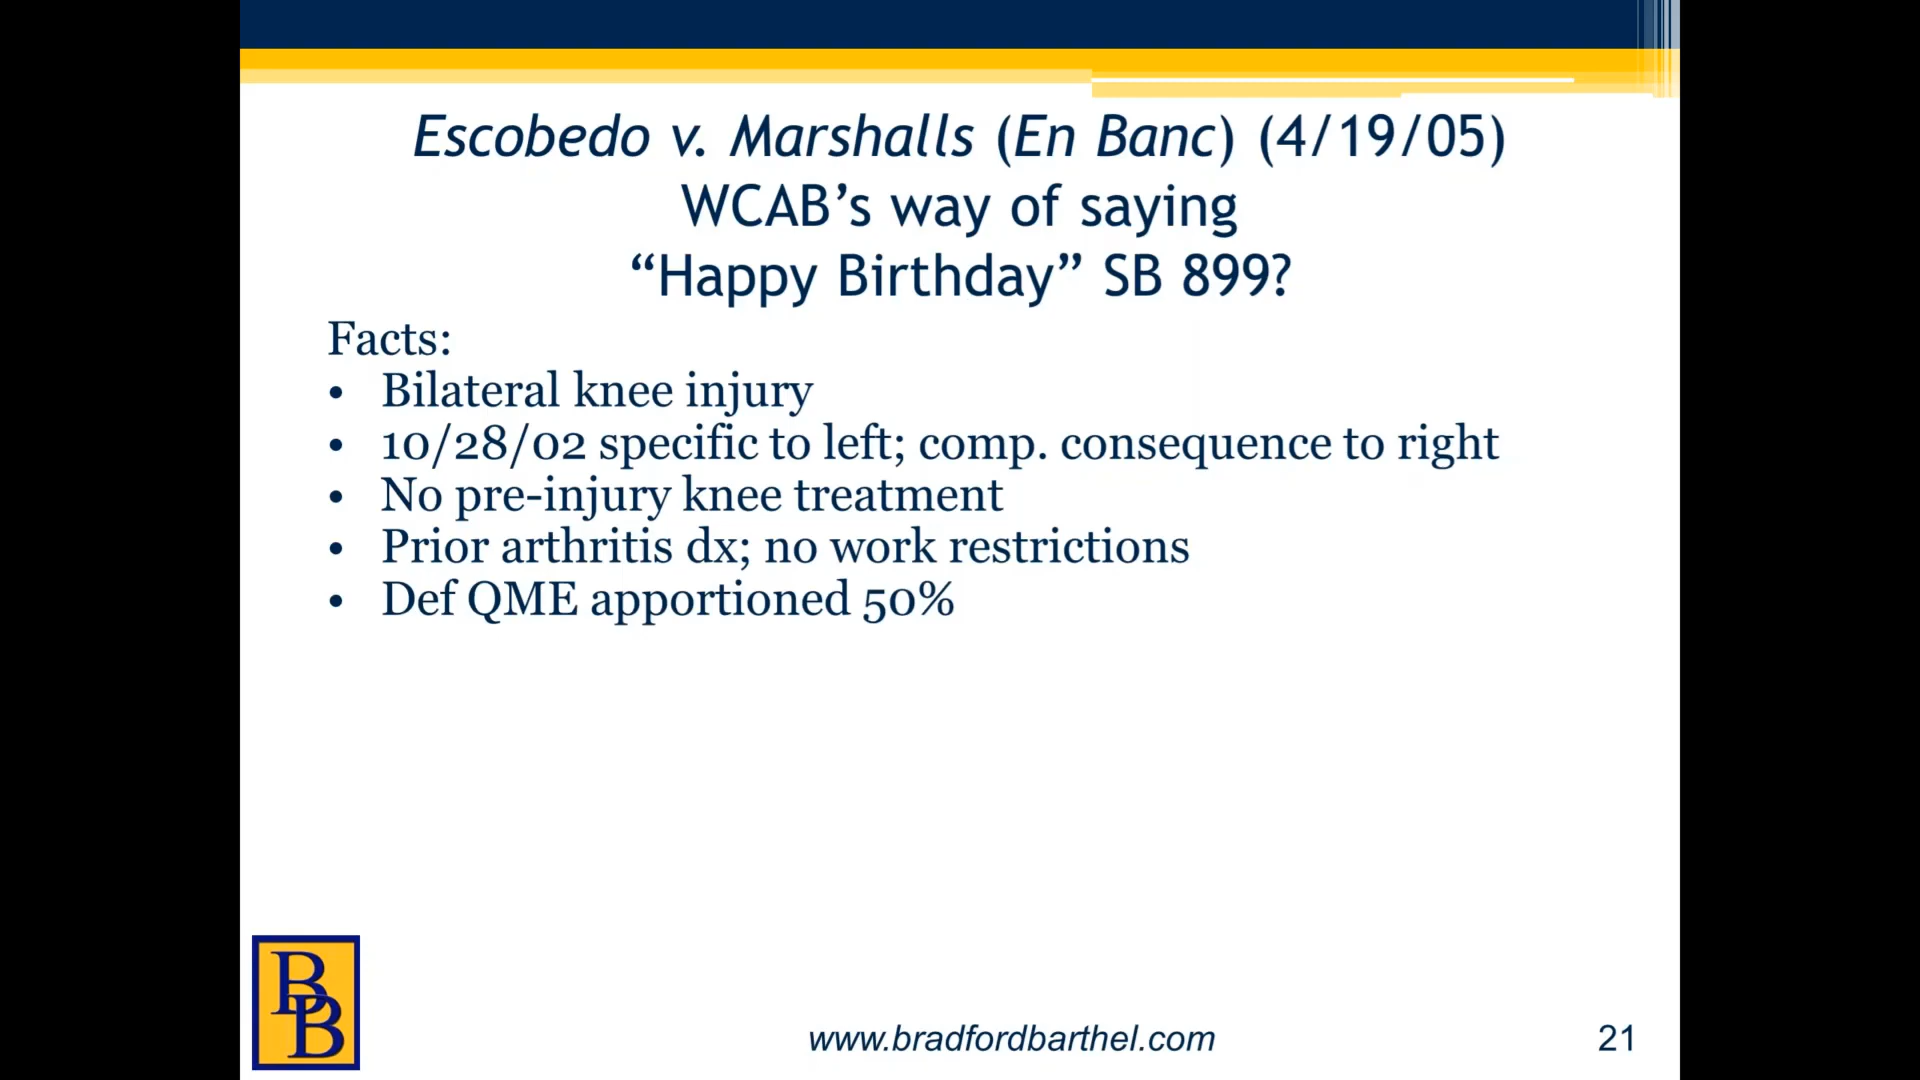 Escobedo v. Marshalls (En Banc) (4/19/05)
WCAB’s way of saying
“Happy Birthday” SB 899?
Facts:
• Bilateral knee injury
• 10/28/02 specific to left; comp. consequence to right
• No pre-injury knee treatment
• Prior arthritis dx; no work restrictions
• Def QME apportioned 50%
BB
www.bradfordbarthel.com
21